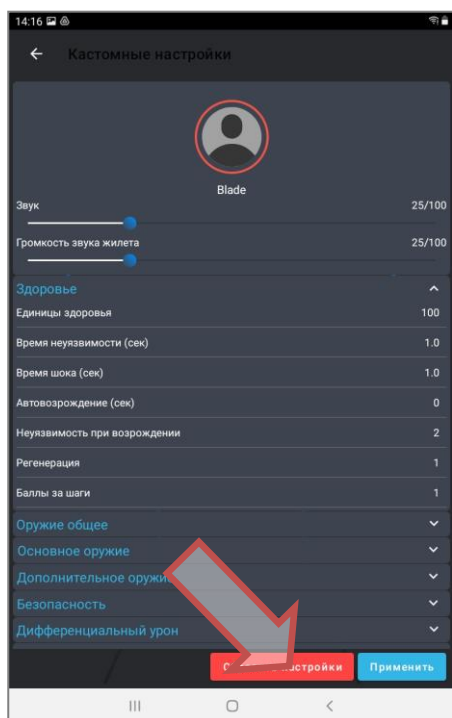 14:16
Кастомные настройки
Blade
Звук 25/100
Громкость звука жилета 25/100
Здоровье
Единицы здоровья 100
Время неуязвимости (сек) 1.0
Время шока (сек) 1.0
Автовозрождение (сек) 0
Неуязвимость при возрождении 2
Регенерация 1
Баллы за шаги 1
Оружие общее
Основное оружие
Дополнительное
Безопасность
Дифференциальный урон
Применить